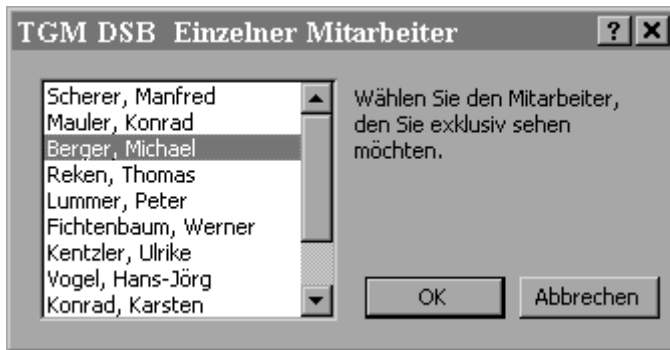 TGM DSB Einzelner Mitarbeiter
Scherer, Manfred
Mauler, Konrad
Berger, Michael
Reken, Thomas
Lummer, Peter
Fichtenbaum, Werner
Kentzler, Ulrike
Vogel, Hans-Jörg
Konrad, Karsten
Wählen Sie den Mitarbeiter,
den Sie exklusiv sehen
möchten.
OK
Abbrechen